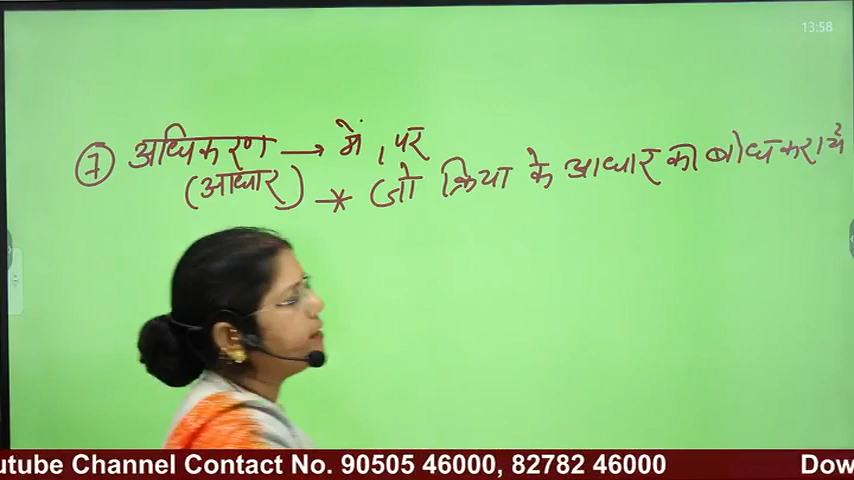 13:58
⑦ अधिकरण → में, पर
(आधार) * जो क्रिया के आधार को बोध कराये
utube Channel Contact No. 90505 46000, 82782 46000 Dow